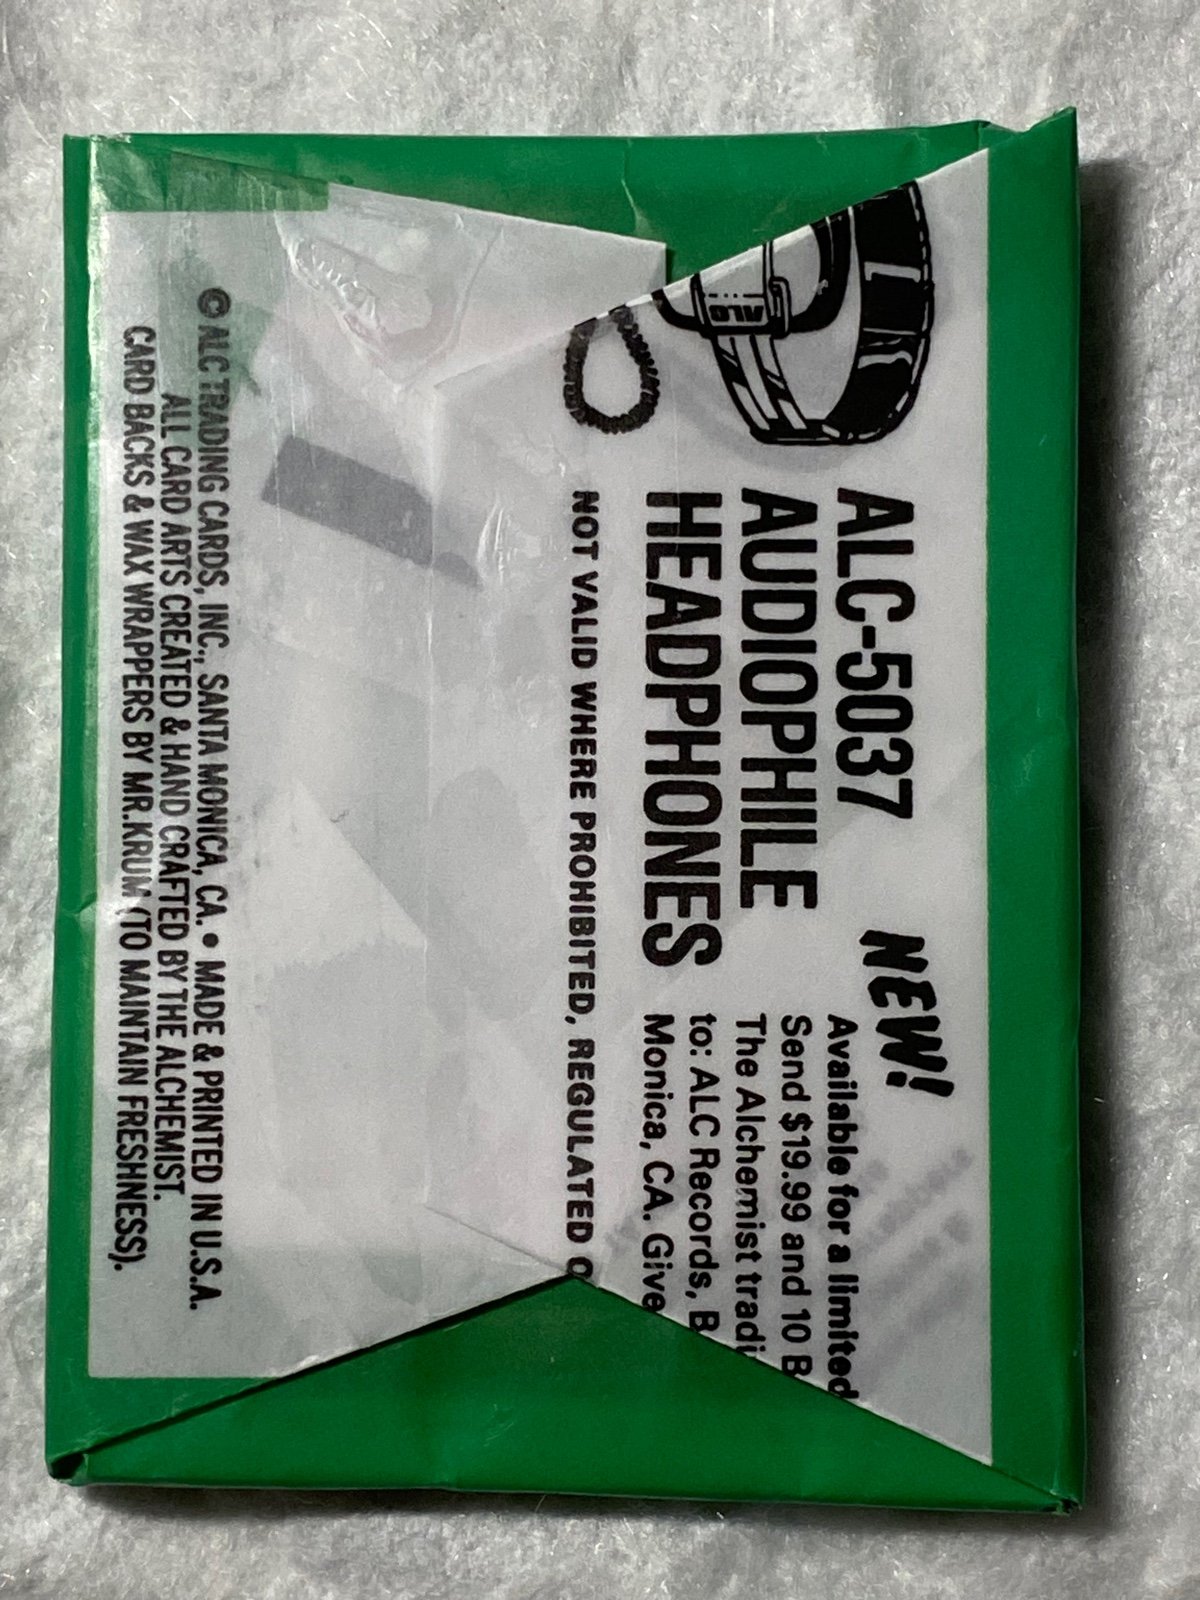 ALC
ALC-5037
AUDIOPHILE
HEADPHONES
NEW!
Available for a limited
Send $19.99 and 10 B
The Alchemist tradi
to: ALC Records, B
Monica, CA. Give
NOT VALID WHERE PROHIBITED, REGULATED O
© ALC TRADING CARDS, INC., SANTA MONICA, CA. • MADE & PRINTED IN U.S.A.
ALL CARD ARTS CREATED & HAND CRAFTED BY THE ALCHEMIST.
CARD BACKS & WAX WRAPPERS BY MR.KRUM (TO MAINTAIN FRESHNESS).